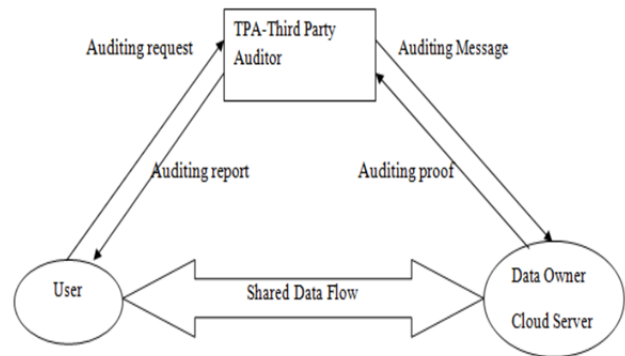 TPA-Third Party
Auditor
Auditing request
Auditing Message
Auditing report
Auditing proof
User
Shared Data Flow
Data Owner
Cloud Server